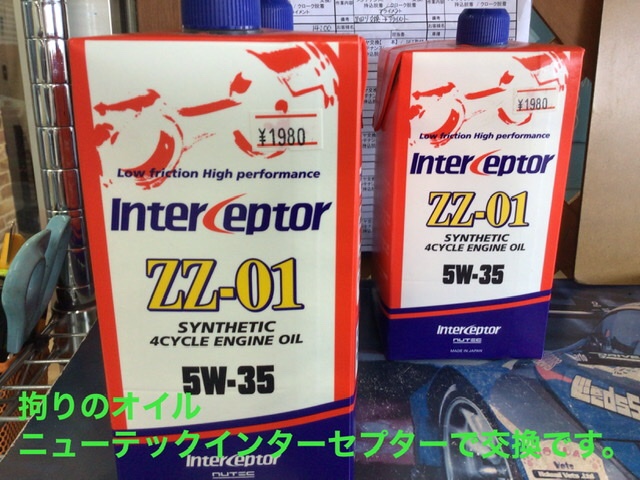 ¥1980
Low friction High performance
Interceptor
ZZ-01
SYNTHETIC
4CYCLE ENGINE OIL
5W-35
Interceptor
NUTEC
¥1980
Low friction High performance
Interceptor
ZZ-01
SYNTHETIC
4CYCLE ENGINE OIL
5W-35
Interceptor
NUTEC
MADE IN JAPAN
拘りのオイル
ニューテックインターセプターで交換です。